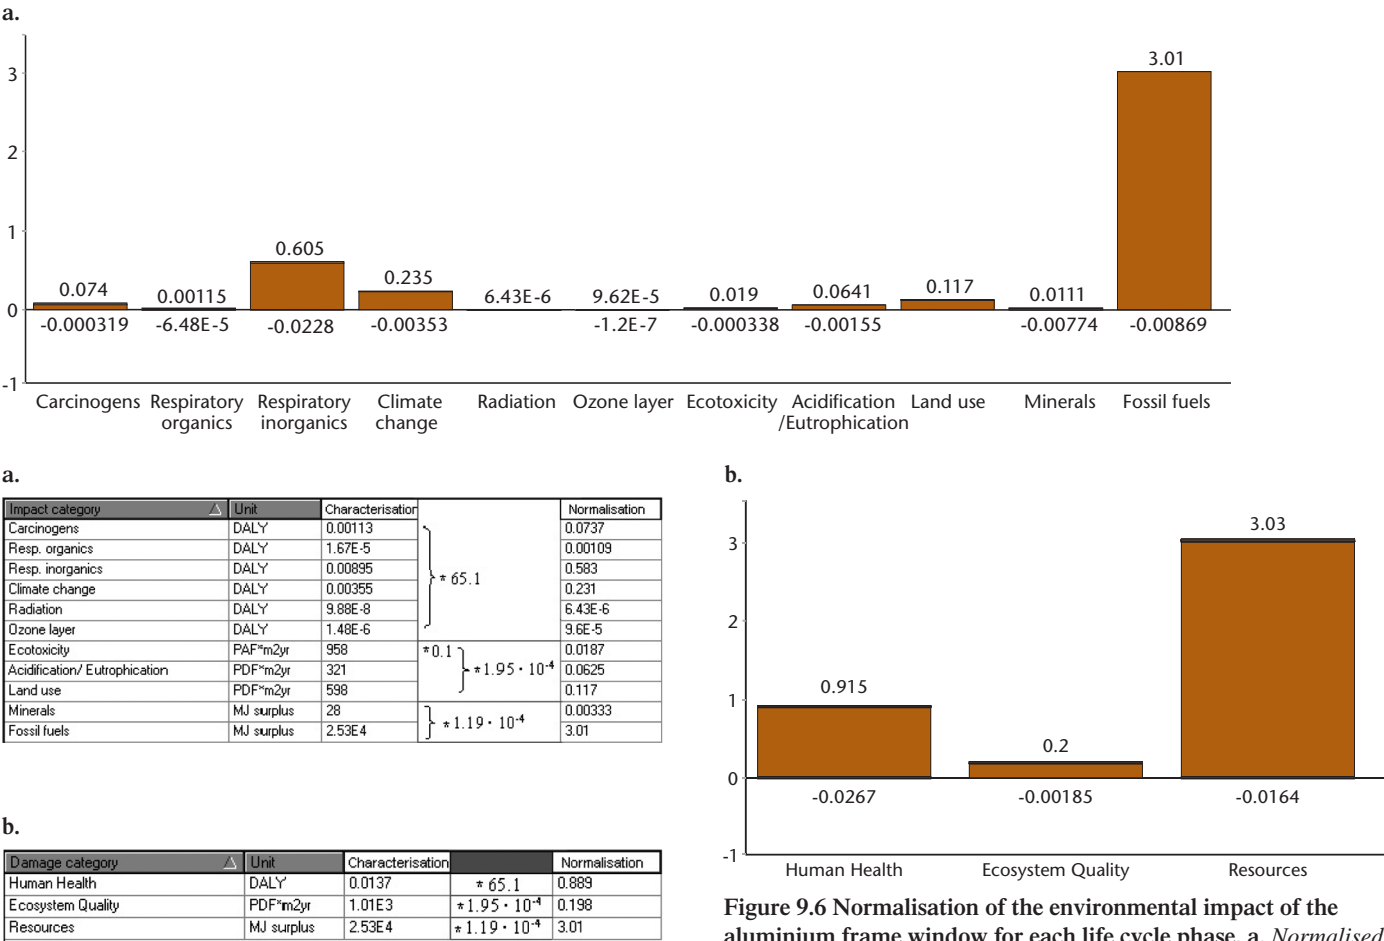 a.
3
2
1
0
-1
0.074 0.00115 0.605 0.235 6.43E-6 9.62E-5 0.019 0.0641 0.117 0.0111 3.01
-0.000319 -6.48E-5 -0.0228 -0.00353 -1.2E-7 -0.000338 -0.00155 -0.00774 -0.00869
Carcinogens Respiratory organics Respiratory inorganics Climate change Radiation Ozone layer Ecotoxicity Acidification /Eutrophication Land use Minerals Fossil fuels
a.
Impact category Unit Characterisation Normalisation
Carcinogens DALY 0.00113 0.0737
Resp. organics DALY 1.67E-5 0.00109
Resp. inorganics DALY 0.00895 0.583
* 65.1
Climate change DALY 0.00355 0.231
Radiation DALY 9.88E-8 6.43E-6
Ozone layer DALY 1.48E-6 9.6E-5
Ecotoxicity PAF*m2yr 958 *0.1 0.0187
Acidification/ Eutrophication PDF*m2yr 321 *1.95 · 10-4 0.0625
Land use PDF*m2yr 598 0.117
Minerals MJ surplus 28 0.00333
* 1.19 · 10-4
Fossil fuels MJ surplus 2.53E4 3.01
b.
Damage category Unit Characterisation Normalisation
Human Health DALY 0.0137 * 65.1 0.889
Ecosystem Quality PDF*m2yr 1.01E3 *1.95 · 10-4 0.198
Resources MJ surplus 2.53E4 *1.19 · 10-4 3.01
b.
3
2
1
0
-1
0.915 0.2 3.03
-0.0267 -0.00185 -0.0164
Human Health Ecosystem Quality Resources
Figure 9.6 Normalisation of the environmental impact of the
aluminium frame window for each life cycle phase. a. Normalised